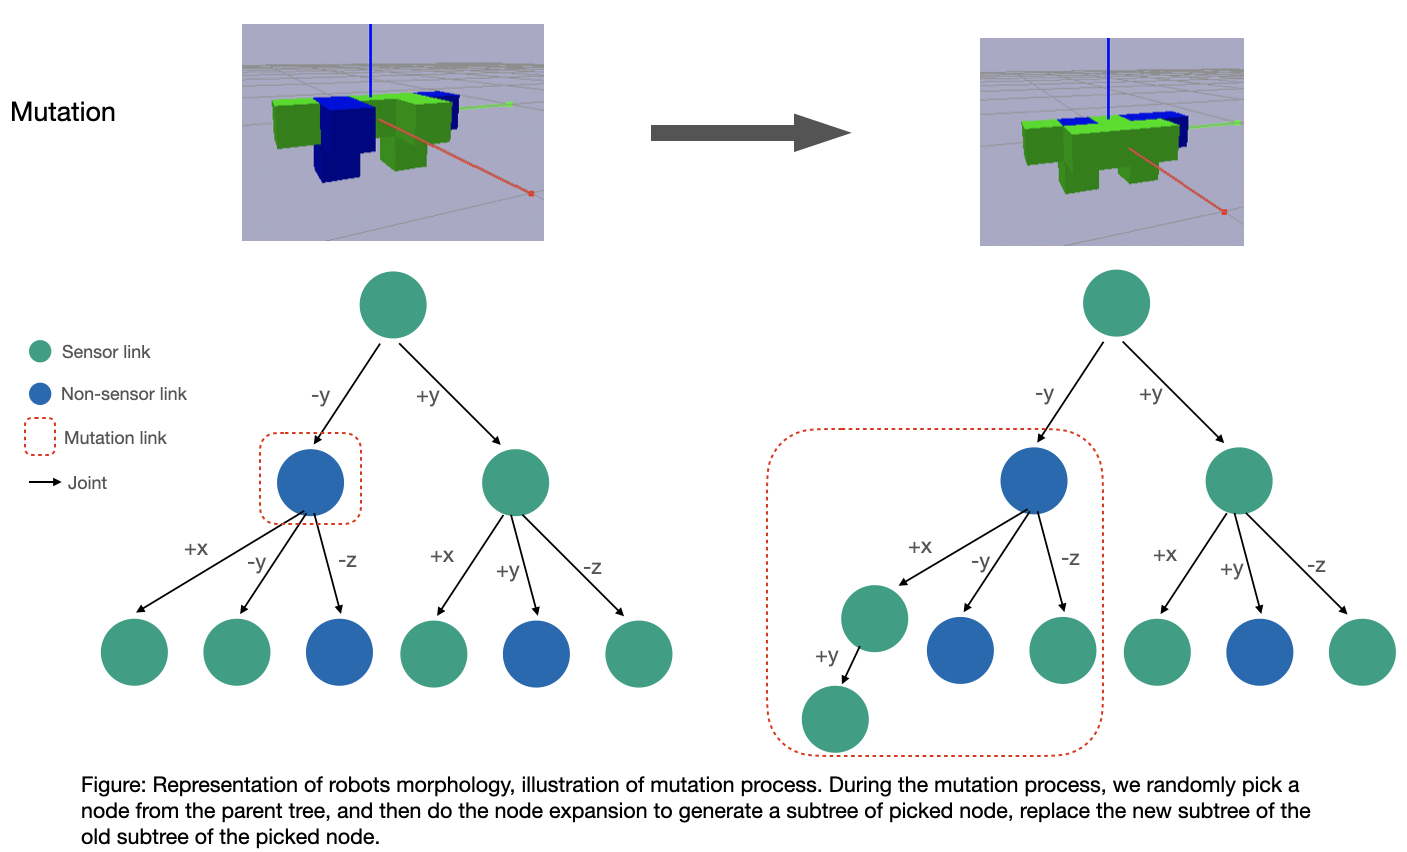 Mutation
Sensor link
Non-sensor link
Mutation link
Joint
-y
+y
+x
-y
-z
+x
+y
-z
-y
+y
+x
-y
-z
+y
+x
+y
-z
Figure: Representation of robots morphology, illustration of mutation process. During the mutation process, we randomly pick a
node from the parent tree, and then do the node expansion to generate a subtree of picked node, replace the new subtree of the
old subtree of the picked node.